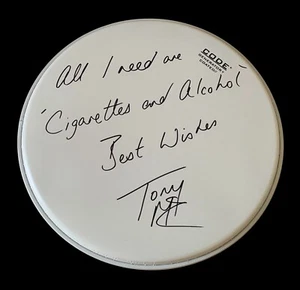 All I need are
'Cigarettes and Alcohol'
Best Wishes
Tony
CODE